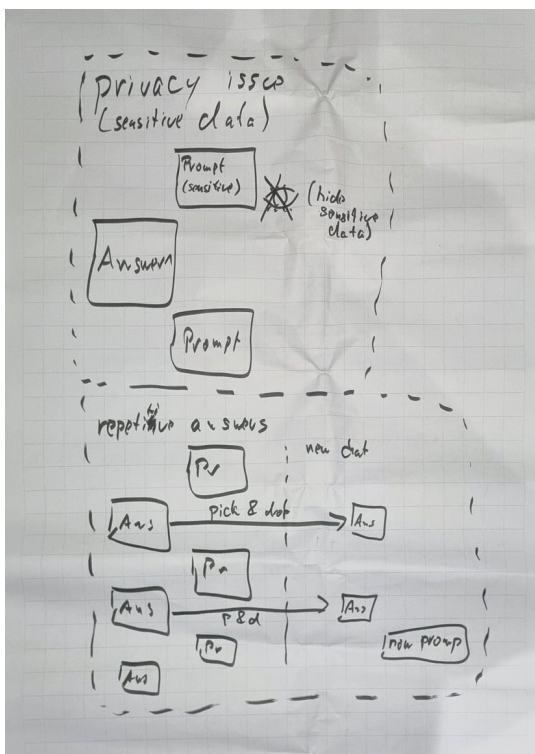 privacy issue
(sensitive data)
Prompt
(sensitive)
(hide
sensitive
data)
Answer
Prompt
repetitive answers
new chat
Pr
Ans
pick & drop
Ans
Pr
Ans
P&d
Ans
Pr
new promp
Ans